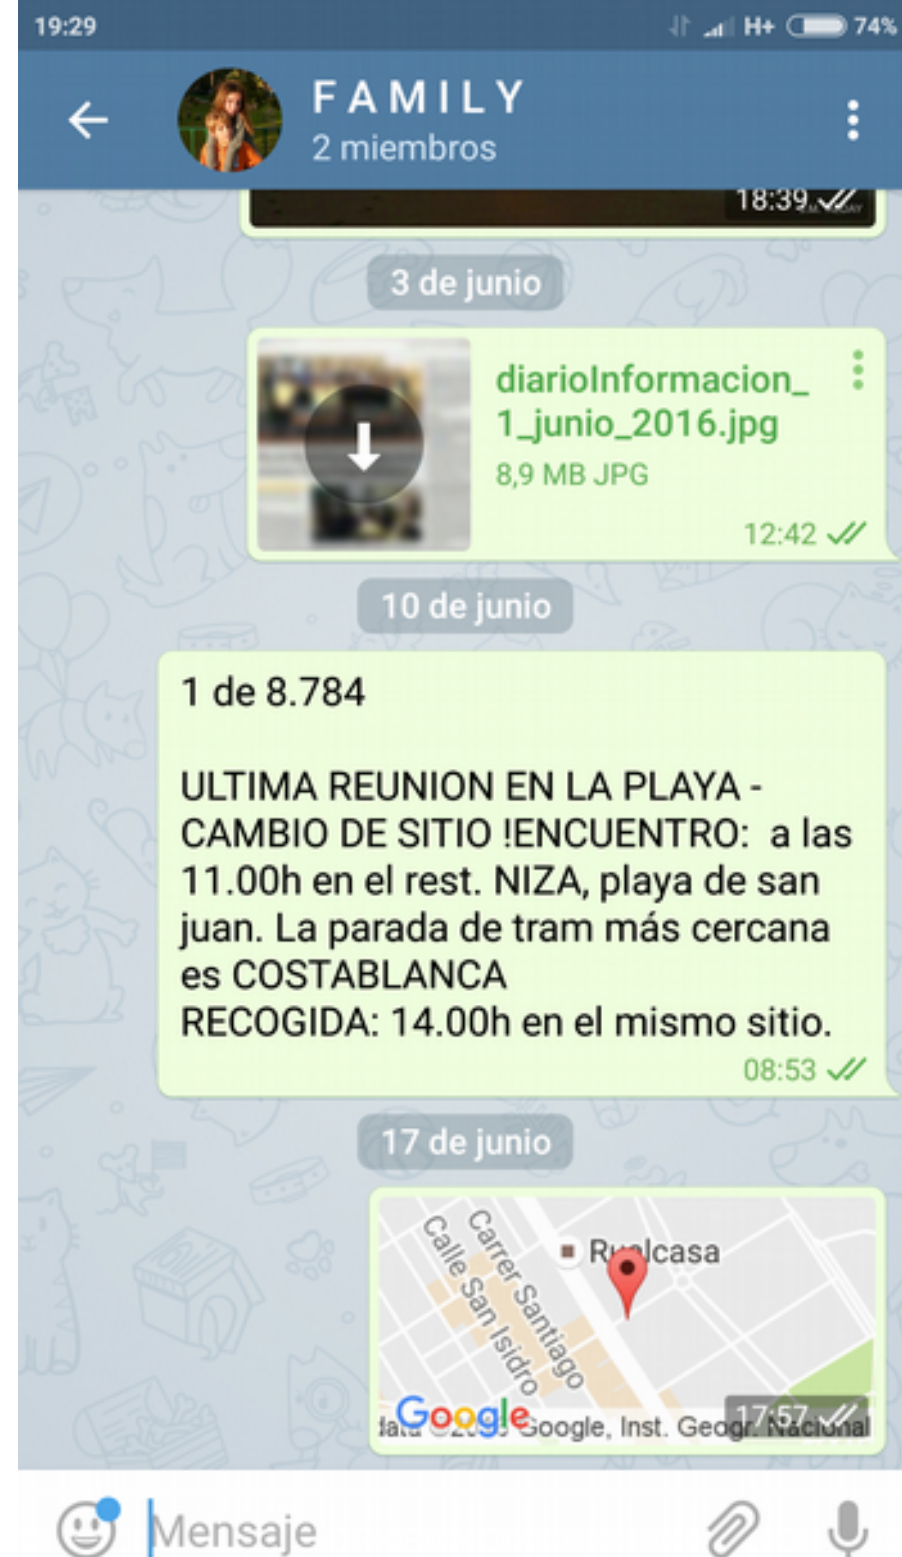 19:29
H+ 74%
FAMILY
2 miembros
18:39
3 de junio
diarioInformacion_
1_junio_2016.jpg
8,9 MB JPG
12:42
10 de junio
1 de 8.784
ULTIMA REUNION EN LA PLAYA -
CAMBIO DE SITIO !ENCUENTRO: a las
11.00h en el rest. NIZA, playa de san
juan. La parada de tram más cercana
es COSTABLANCA
RECOGIDA: 14.00h en el mismo sitio.
08:53
17 de junio
Calle San Isidro
Carrer Santiago
Rualcasa
Google
Google, Inst. Geogr. Nacional
17:57
Mensaje